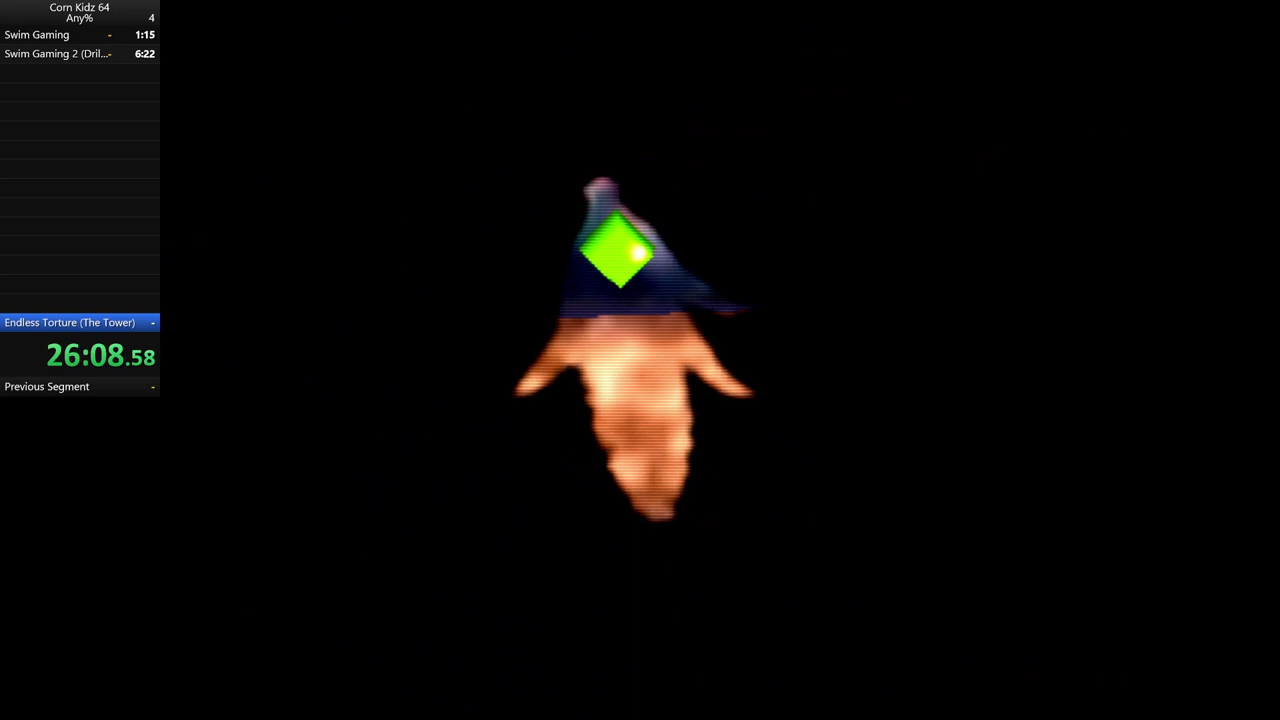 Corn Kidz 64
Any% 4
Swim Gaming - 1:15
Swim Gaming 2 (Dril...- 6:22
Endless Torture (The Tower) -
26:08.58
Previous Segment -